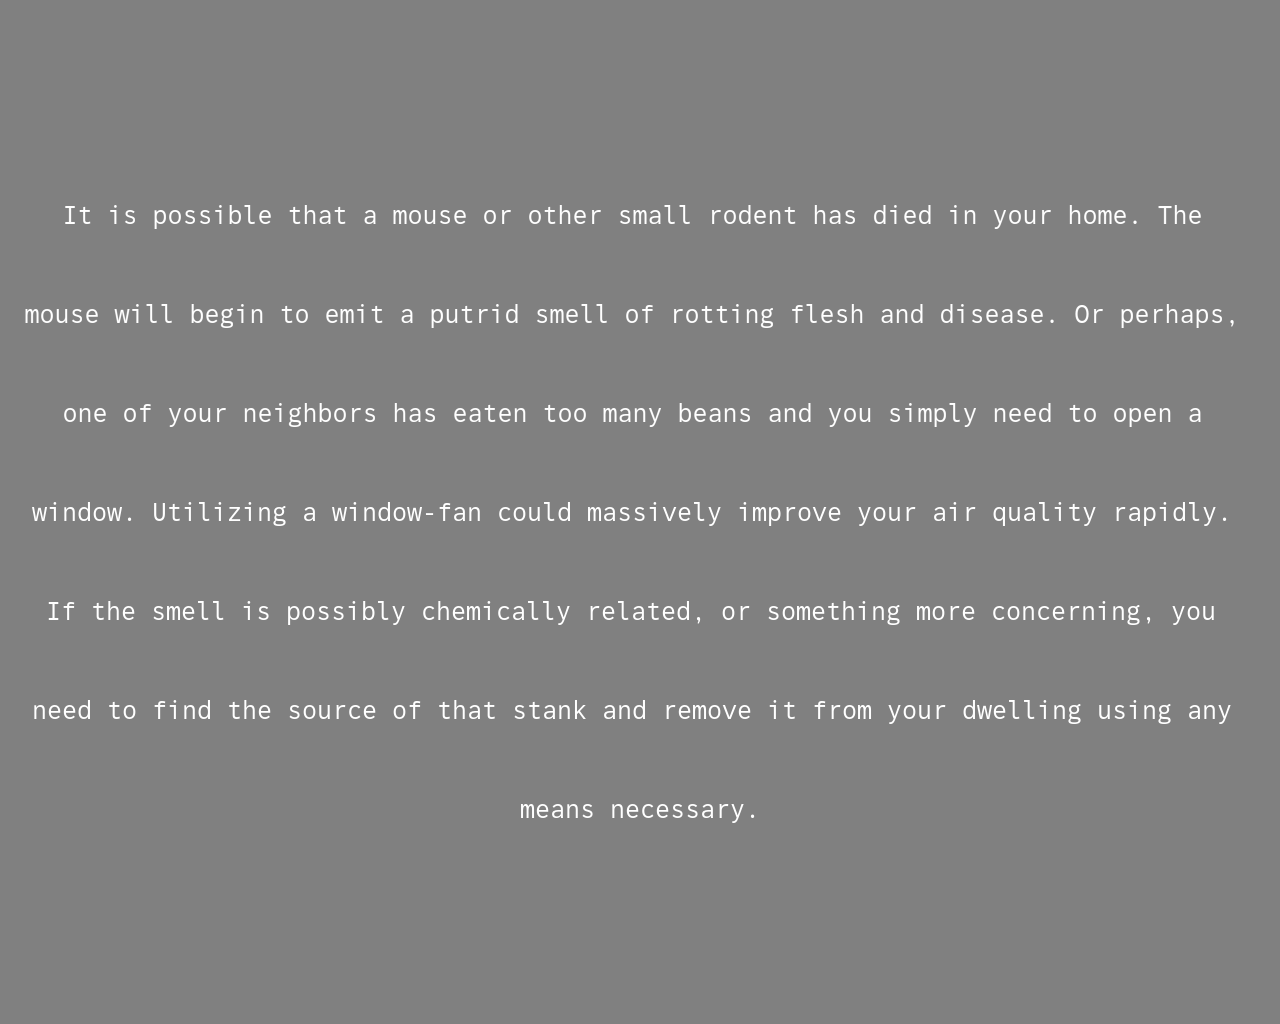 It is possible that a mouse or other small rodent has died in your home. The
mouse will begin to emit a putrid smell of rotting flesh and disease. Or perhaps,
one of your neighbors has eaten too many beans and you simply need to open a
window. Utilizing a window-fan could massively improve your air quality rapidly.
If the smell is possibly chemically related, or something more concerning, you
need to find the source of that stank and remove it from your dwelling using any
means necessary.